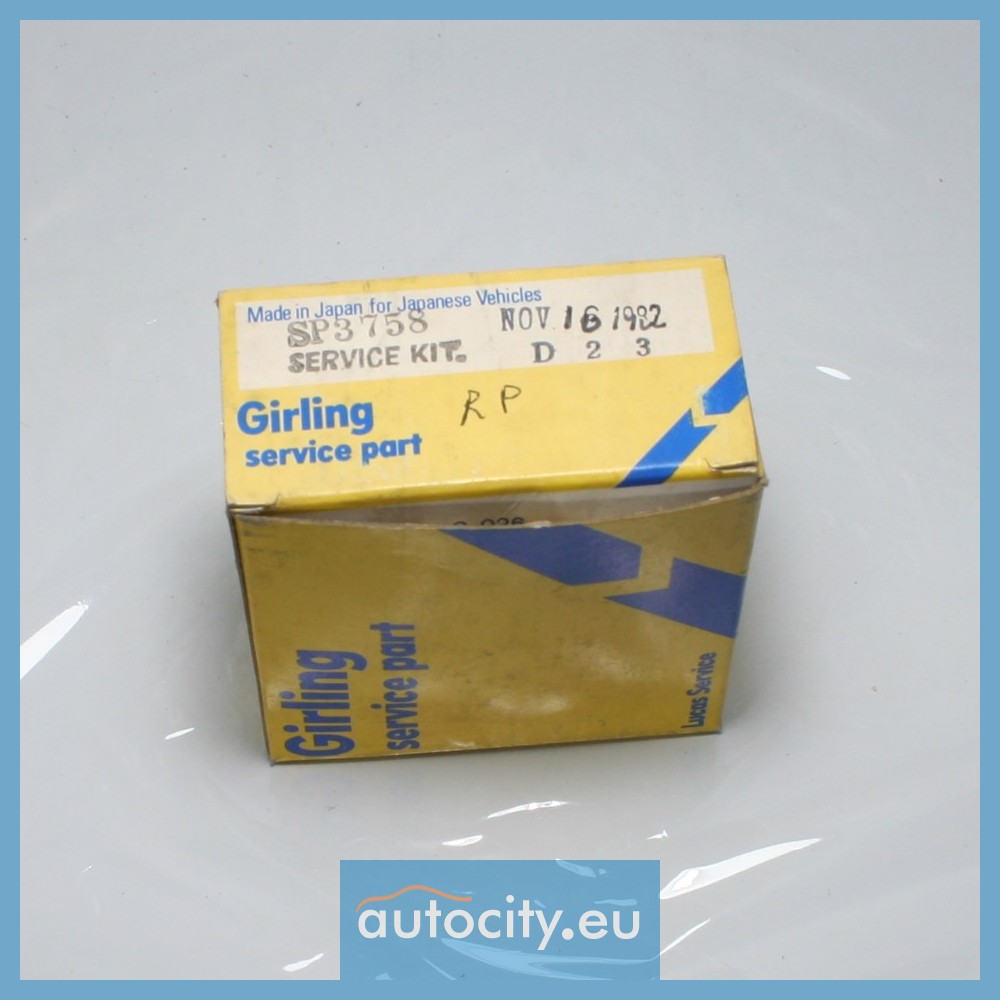 Made in Japan for Japanese Vehicles
SP3758 NOV 16 1982
SERVICE KIT. D 2 3
Girling
service part
RP
Girling
service part
Lucas Service
autocity.eu